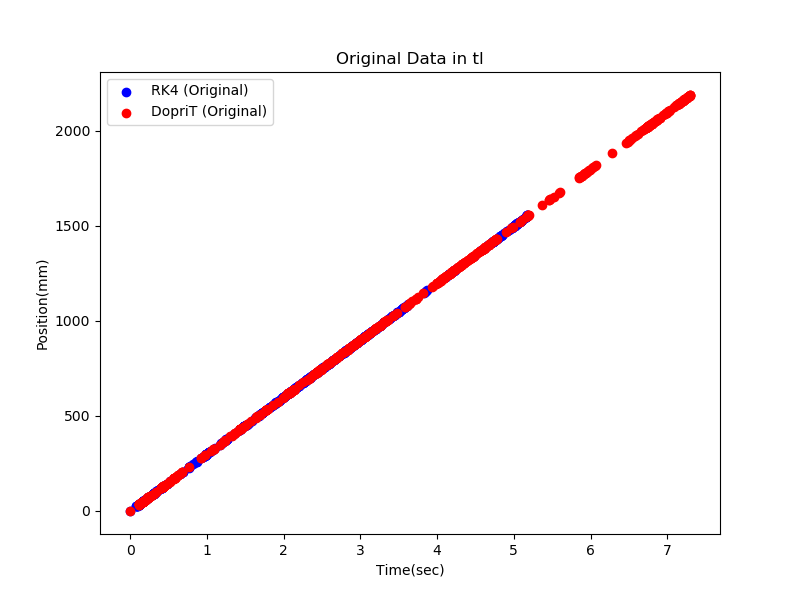 Original Data in tl
RK4 (Original)
DopriT (Original)
2000
1500
1000
500
0
Position(mm)
0 1 2 3 4 5 6 7
Time(sec)